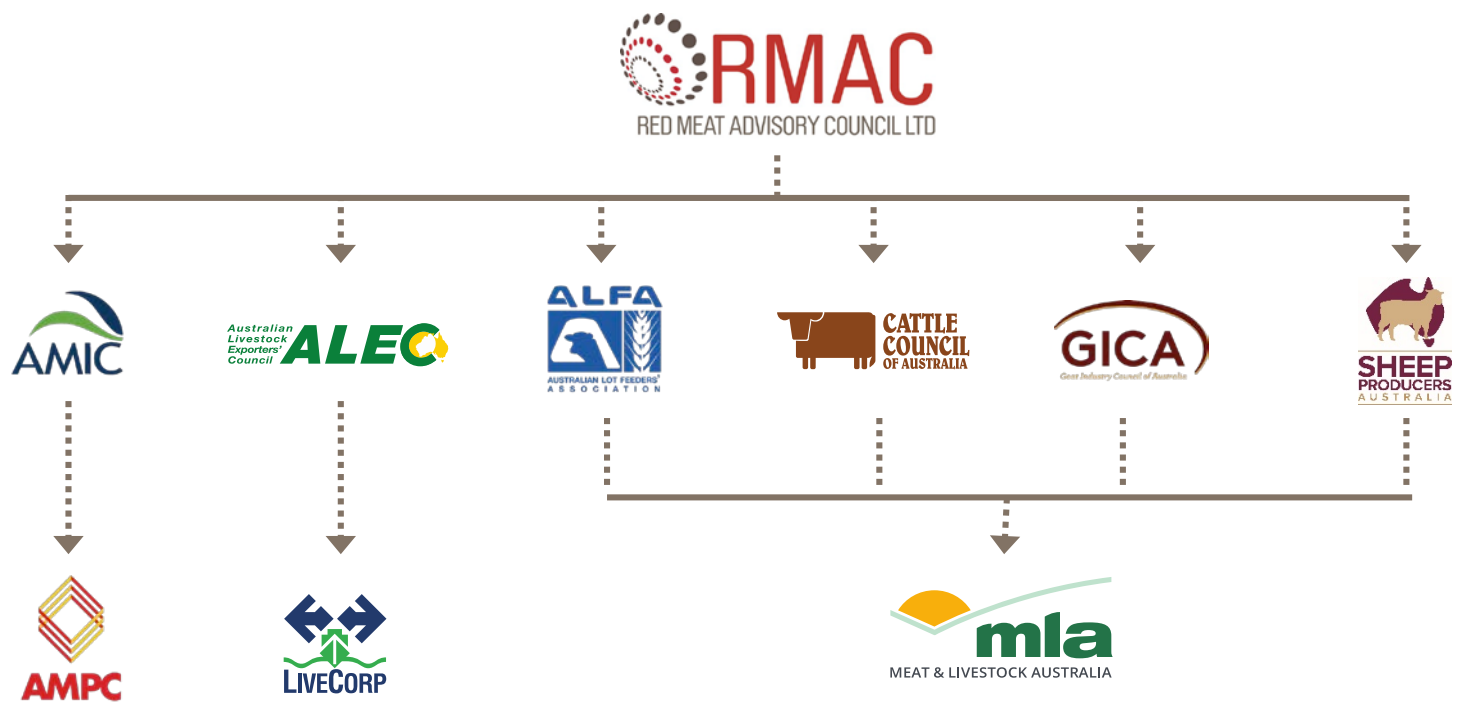 RMAC
RED MEAT ADVISORY COUNCIL LTD
AMIC
Australian
Livestock
Exporters'
Council
ALEC
ALFA
AUSTRALIAN LOT FEEDERS'
ASSOCIATION
CATTLE
COUNCIL
OF AUSTRALIA
GICA
Goat Industry Council of Australia
SHEEP
PRODUCERS
AUSTRALIA
AMPC
LIVECORP
mla
MEAT & LIVESTOCK AUSTRALIA